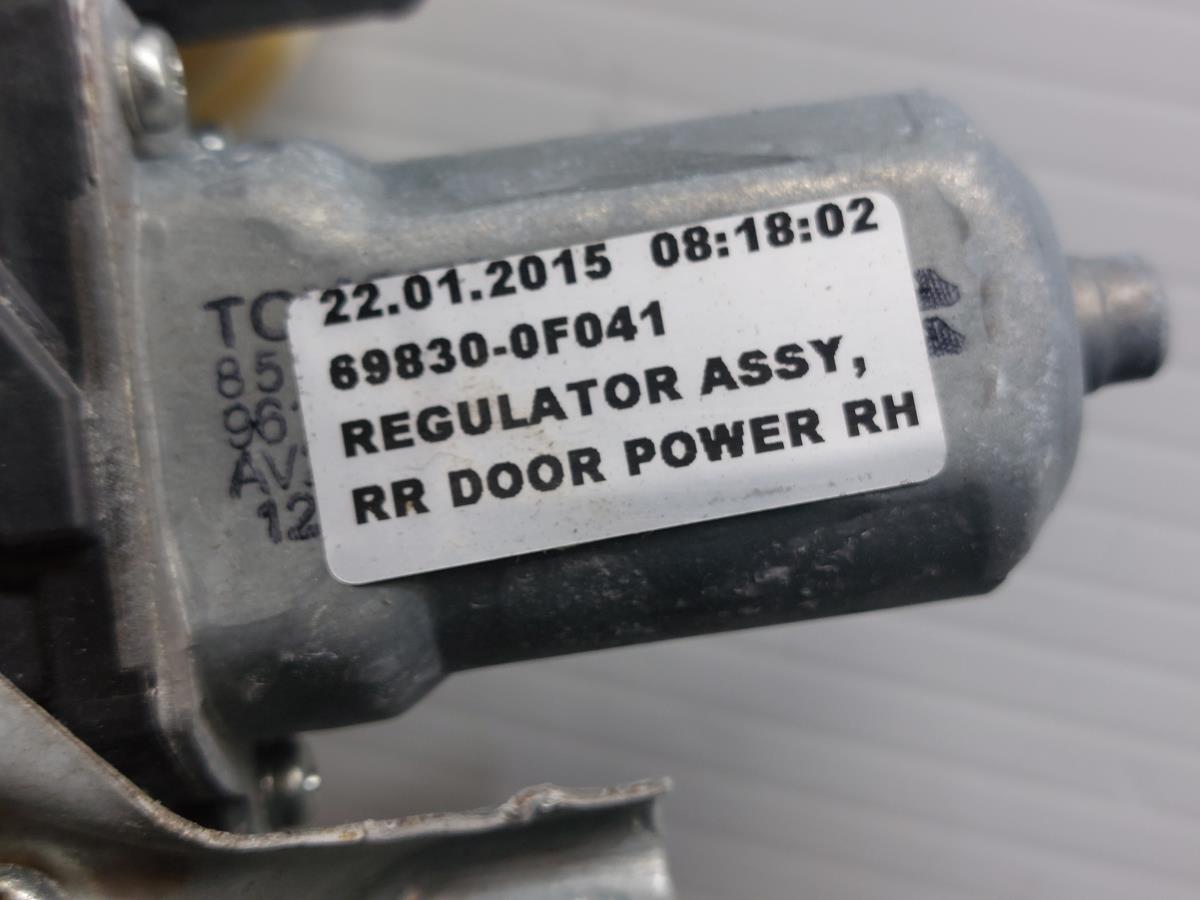 22.01.2015 08:18:02
69830-0F041
REGULATOR ASSY,
RR DOOR POWER RH